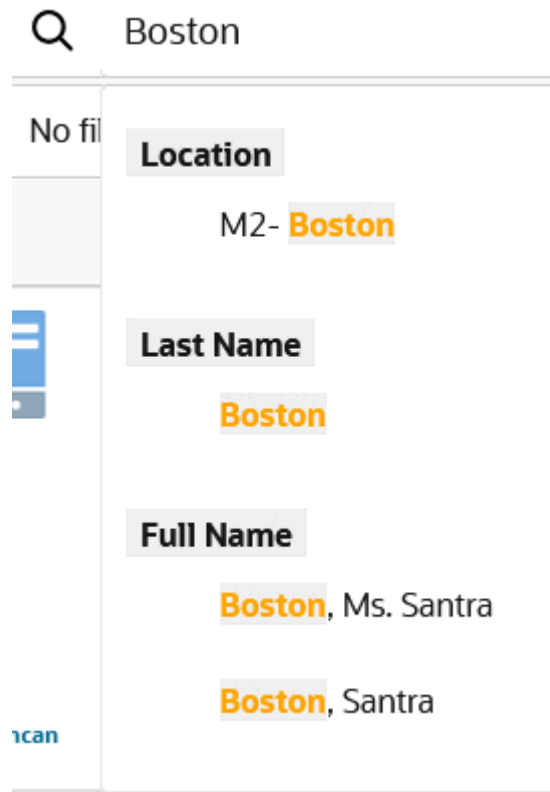 Boston
No fil
Location
M2- Boston
Last Name
Boston
Full Name
Boston, Ms. Santra
Boston, Santra
ncan